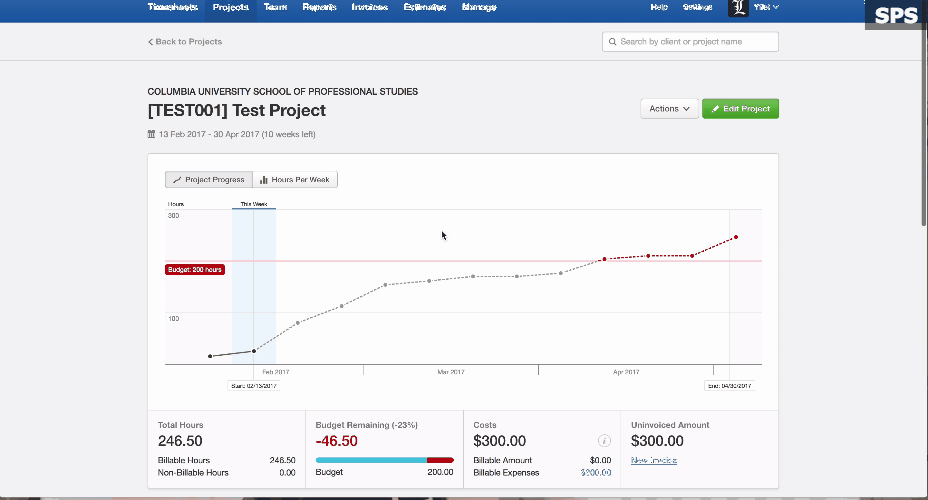 Timesheets Projects Team Reports Invoices Estimates Manage Help Settings
SPS
Back to Projects
Search by client or project name
COLUMBIA UNIVERSITY SCHOOL OF PROFESSIONAL STUDIES
[TEST001] Test Project
Actions
Edit Project
13 Feb 2017 - 30 Apr 2017 (10 weeks left)
Project Progress
Hours Per Week
Hours
This Week
300
Budget: 200 hours
100
Feb 2017
Mar 2017
Apr 2017
Start: 02/13/2017
End: 04/30/2017
Total Hours
246.50
Billable Hours 246.50
Non-Billable Hours 0.00
Budget Remaining (-23%)
-46.50
Budget 200.00
Costs
$300.00
Billable Amount $0.00
Billable Expenses $300.00
Uninvoiced Amount
$300.00
New Invoice